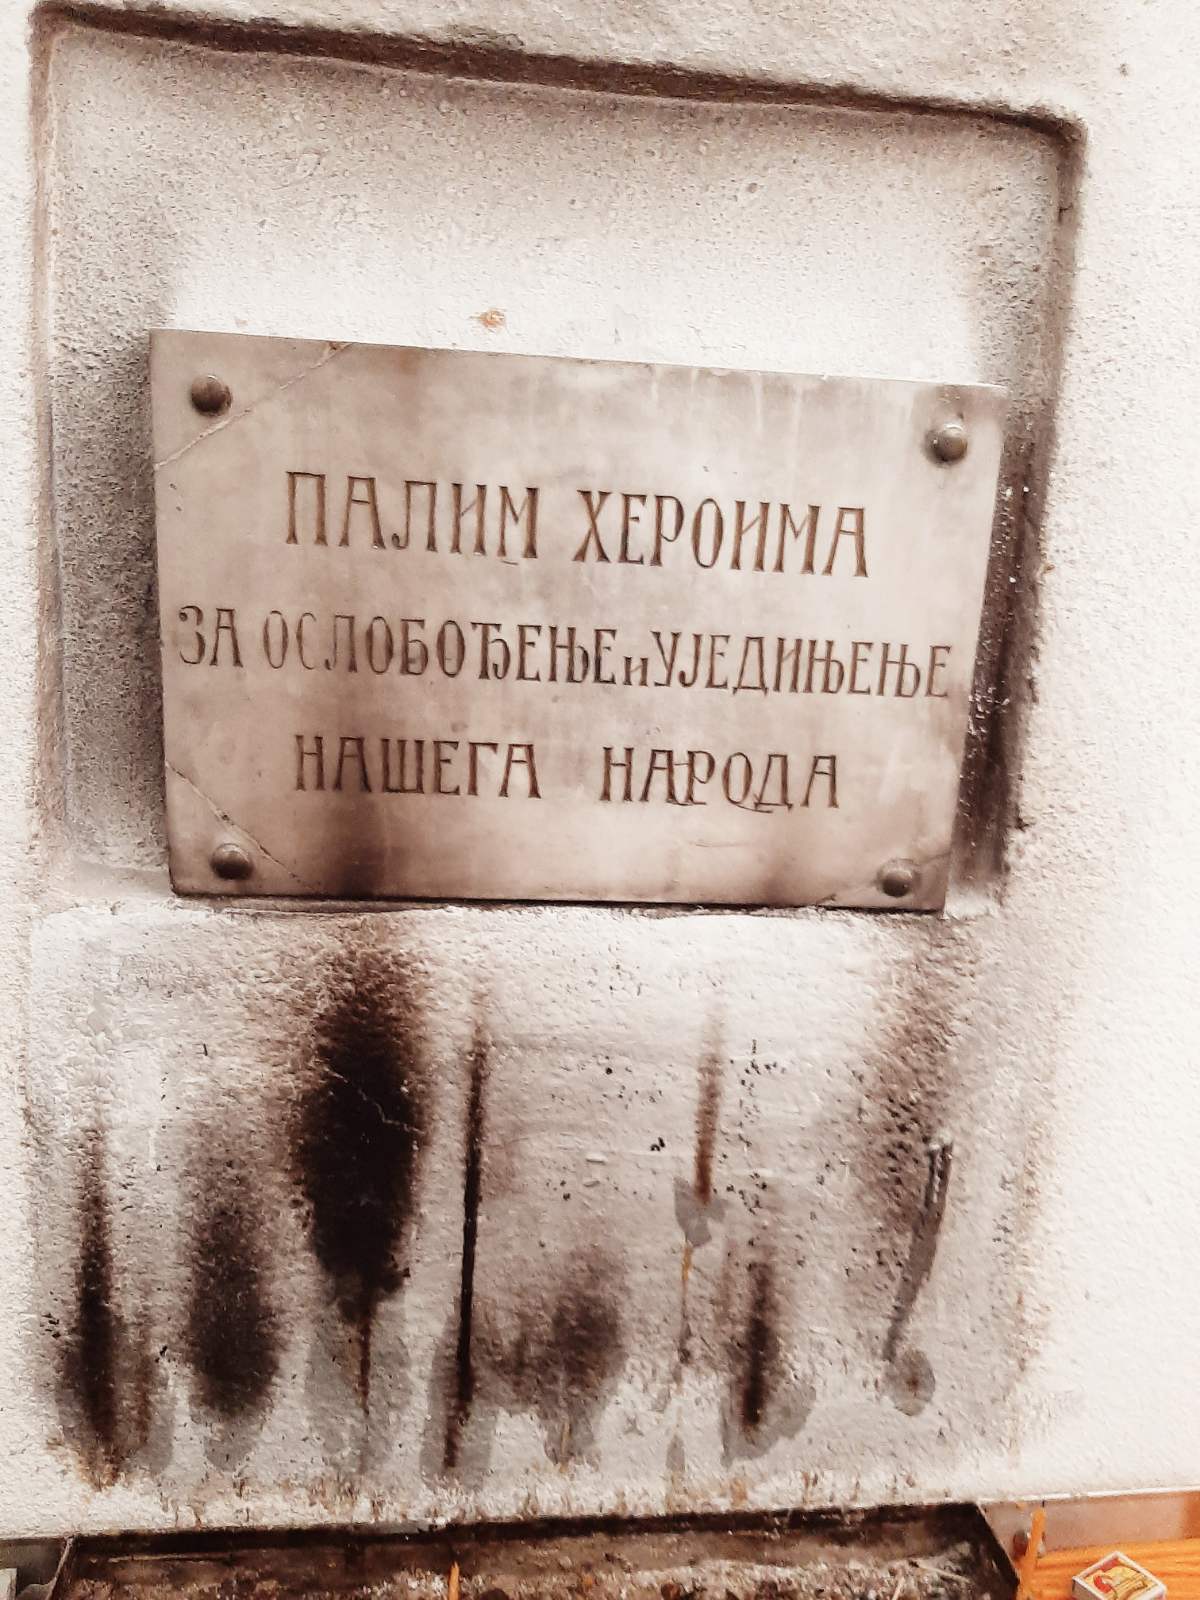 ПАЛИМ ХЕРОИМА
ЗА ОСЛОБОЂЕЊЕ и УЈЕДИЊЕЊЕ
НАШЕГА НАРОДА